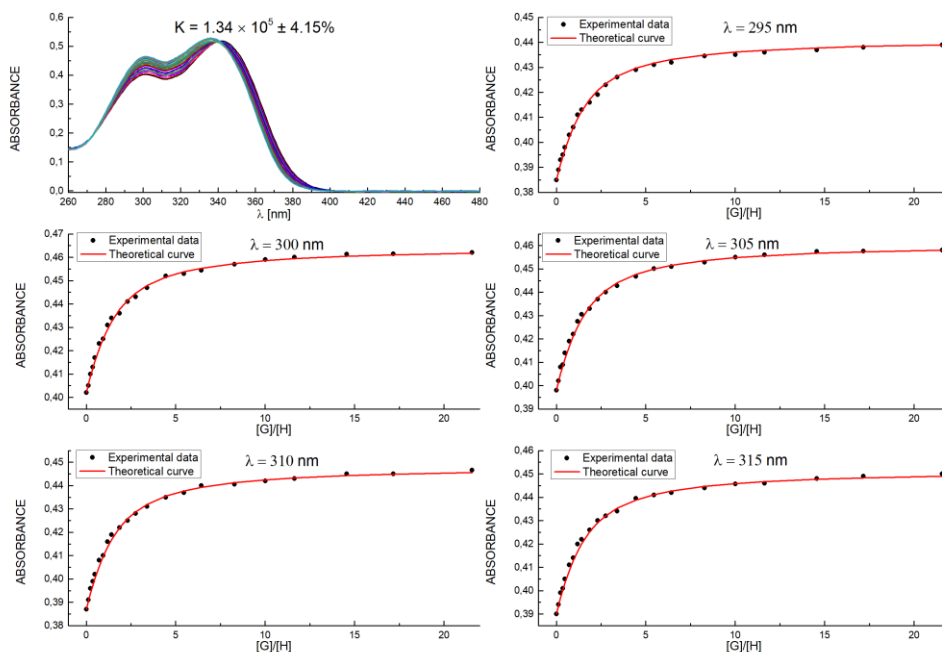 K = 1.34 × 10⁵ ± 4.15%
ABSORBANCE
0,6
0,5
0,4
0,3
0,2
0,1
0,0
260 280 300 320 340 360 380 400 420 440 460 480
λ [nm]
Experimental data
Theoretical curve
λ = 295 nm
ABSORBANCE
0,45
0,44
0,43
0,42
0,41
0,40
0,39
0,38
0 5 10 15 20
[G]/[H]
Experimental data
Theoretical curve
λ = 300 nm
ABSORBANCE
0,47
0,46
0,45
0,44
0,43
0,42
0,41
0,40
0 5 10 15 20
[G]/[H]
Experimental data
Theoretical curve
λ = 305 nm
ABSORBANCE
0,46
0,45
0,44
0,43
0,42
0,41
0,40
0,39
0 5 10 15 20
[G]/[H]
Experimental data
Theoretical curve
λ = 310 nm
ABSORBANCE
0,45
0,44
0,43
0,42
0,41
0,40
0,39
0,38
0 5 10 15 20
[G]/[H]
Experimental data
Theoretical curve
λ = 315 nm
ABSORBANCE
0,46
0,45
0,44
0,43
0,42
0,41
0,40
0,39
0 5 10 15 20
[G]/[H]